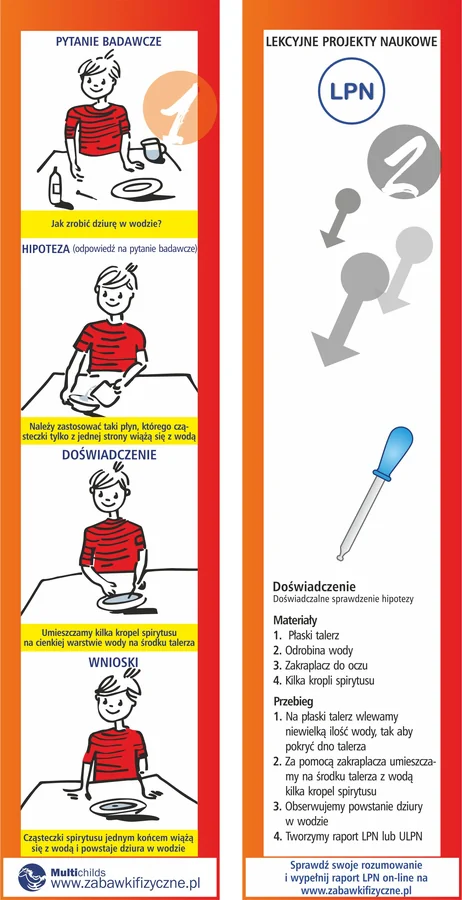 PYTANIE BADAWCZE
1
Jak zrobić dziurę w wodzie?
HIPOTEZA (odpowiedź na pytanie badawcze)
Należy zastosować taki płyn, którego czą-
steczki tylko z jednej strony wiążą się z wodą
DOŚWIADCZENIE
Umieszczamy kilka kropel spirytusu
na cienkiej warstwie wody na środku talerza
WNIOSKI
Cząsteczki spirytusu jednym końcem wiążą
się z wodą i powstaje dziura w wodzie
Multichilds
www.zabawkifizyczne.pl
LEKCYJNE PROJEKTY NAUKOWE
LPN
2
Doświadczenie
Doświadczalne sprawdzenie hipotezy
Materiały
1. Płaski talerz
2. Odrobina wody
3. Zakraplacz do oczu
4. Kilka kropli spirytusu
Przebieg
1. Na płaski talerz wlewamy
niewielką ilość wody, tak aby
pokryć dno talerza
2. Za pomocą zakraplacza umieszcza-
my na środku talerza z wodą
kilka kropel spirytusu
3. Obserwujemy powstanie dziury
w wodzie
4. Tworzymy raport LPN lub ULPN
Sprawdź swoje rozumowanie
i wypełnij raport LPN on-line na
www.zabawkifizyczne.pl